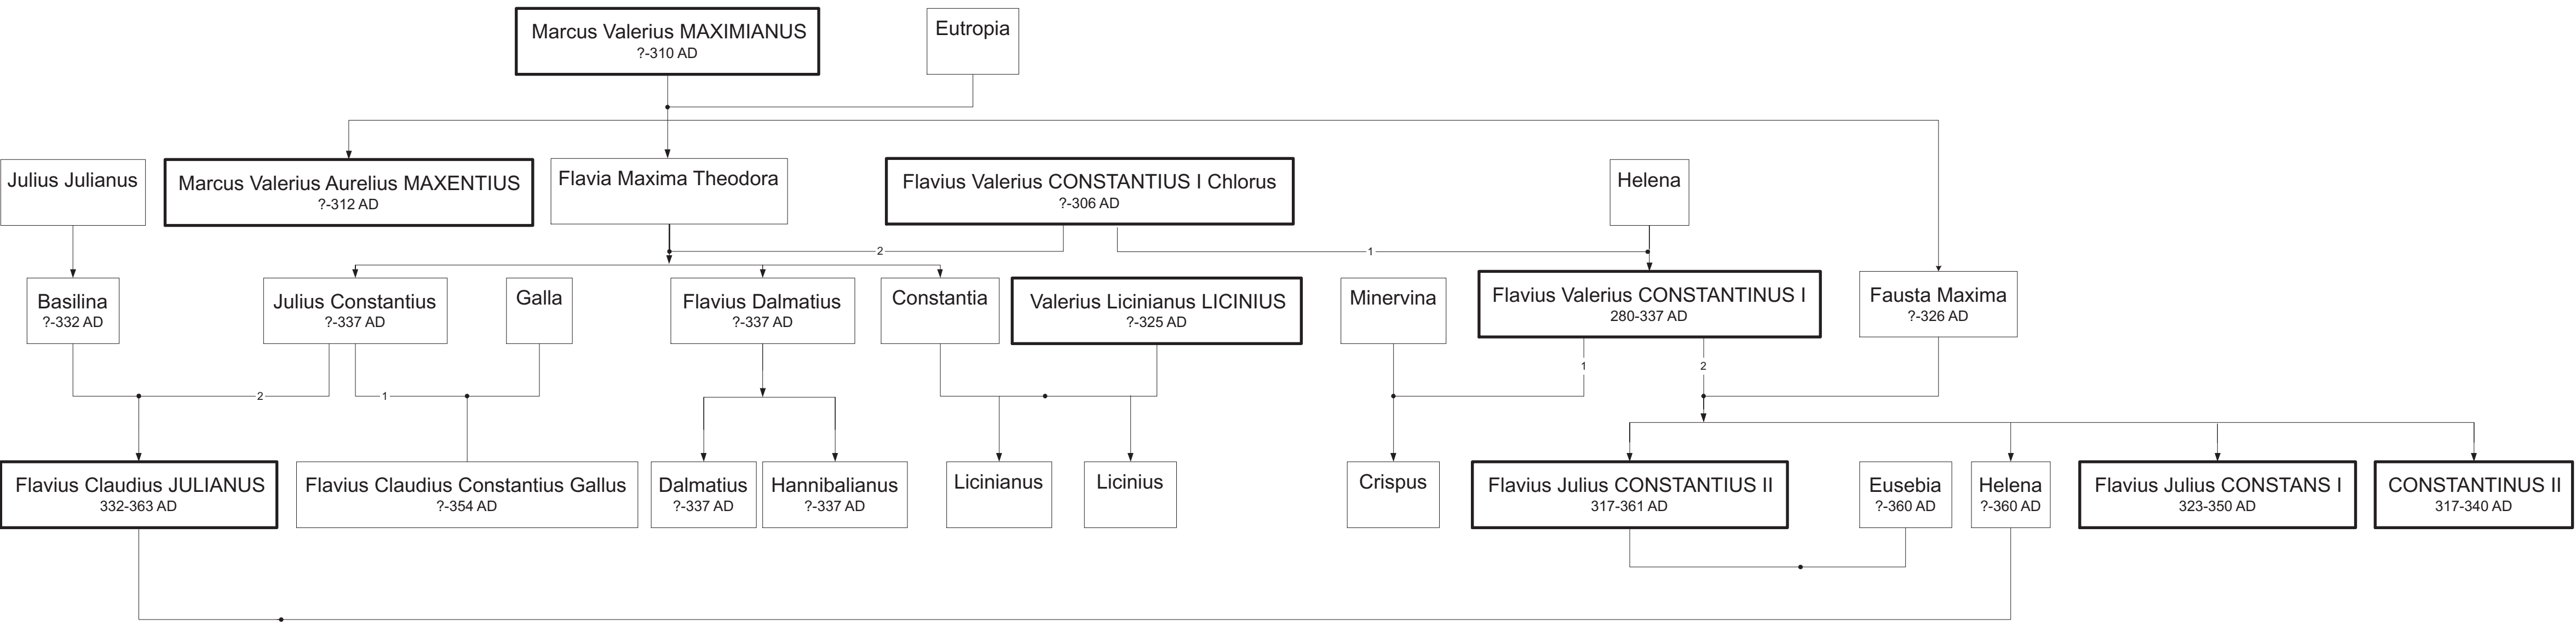 Marcus Valerius MAXIMIANUS
?-310 AD
Eutropia
Julius Julianus
Marcus Valerius Aurelius MAXENTIUS
?-312 AD
Flavia Maxima Theodora
Flavius Valerius CONSTANTIUS I Chlorus
?-306 AD
Helena
2
1
Basilina
?-332 AD
Julius Constantius
?-337 AD
Galla
Flavius Dalmatius
?-337 AD
Constantia
Valerius Licinianus LICINIUS
?-325 AD
Minervina
Flavius Valerius CONSTANTINUS I
280-337 AD
Fausta Maxima
?-326 AD
1
2
2
1
Flavius Claudius JULIANUS
332-363 AD
Flavius Claudius Constantius Gallus
?-354 AD
Dalmatius
?-337 AD
Hannibalianus
?-337 AD
Licinianus
Licinius
Crispus
Flavius Julius CONSTANTIUS II
317-361 AD
Eusebia
?-360 AD
Helena
?-360 AD
Flavius Julius CONSTANS I
323-350 AD
CONSTANTINUS II
317-340 AD